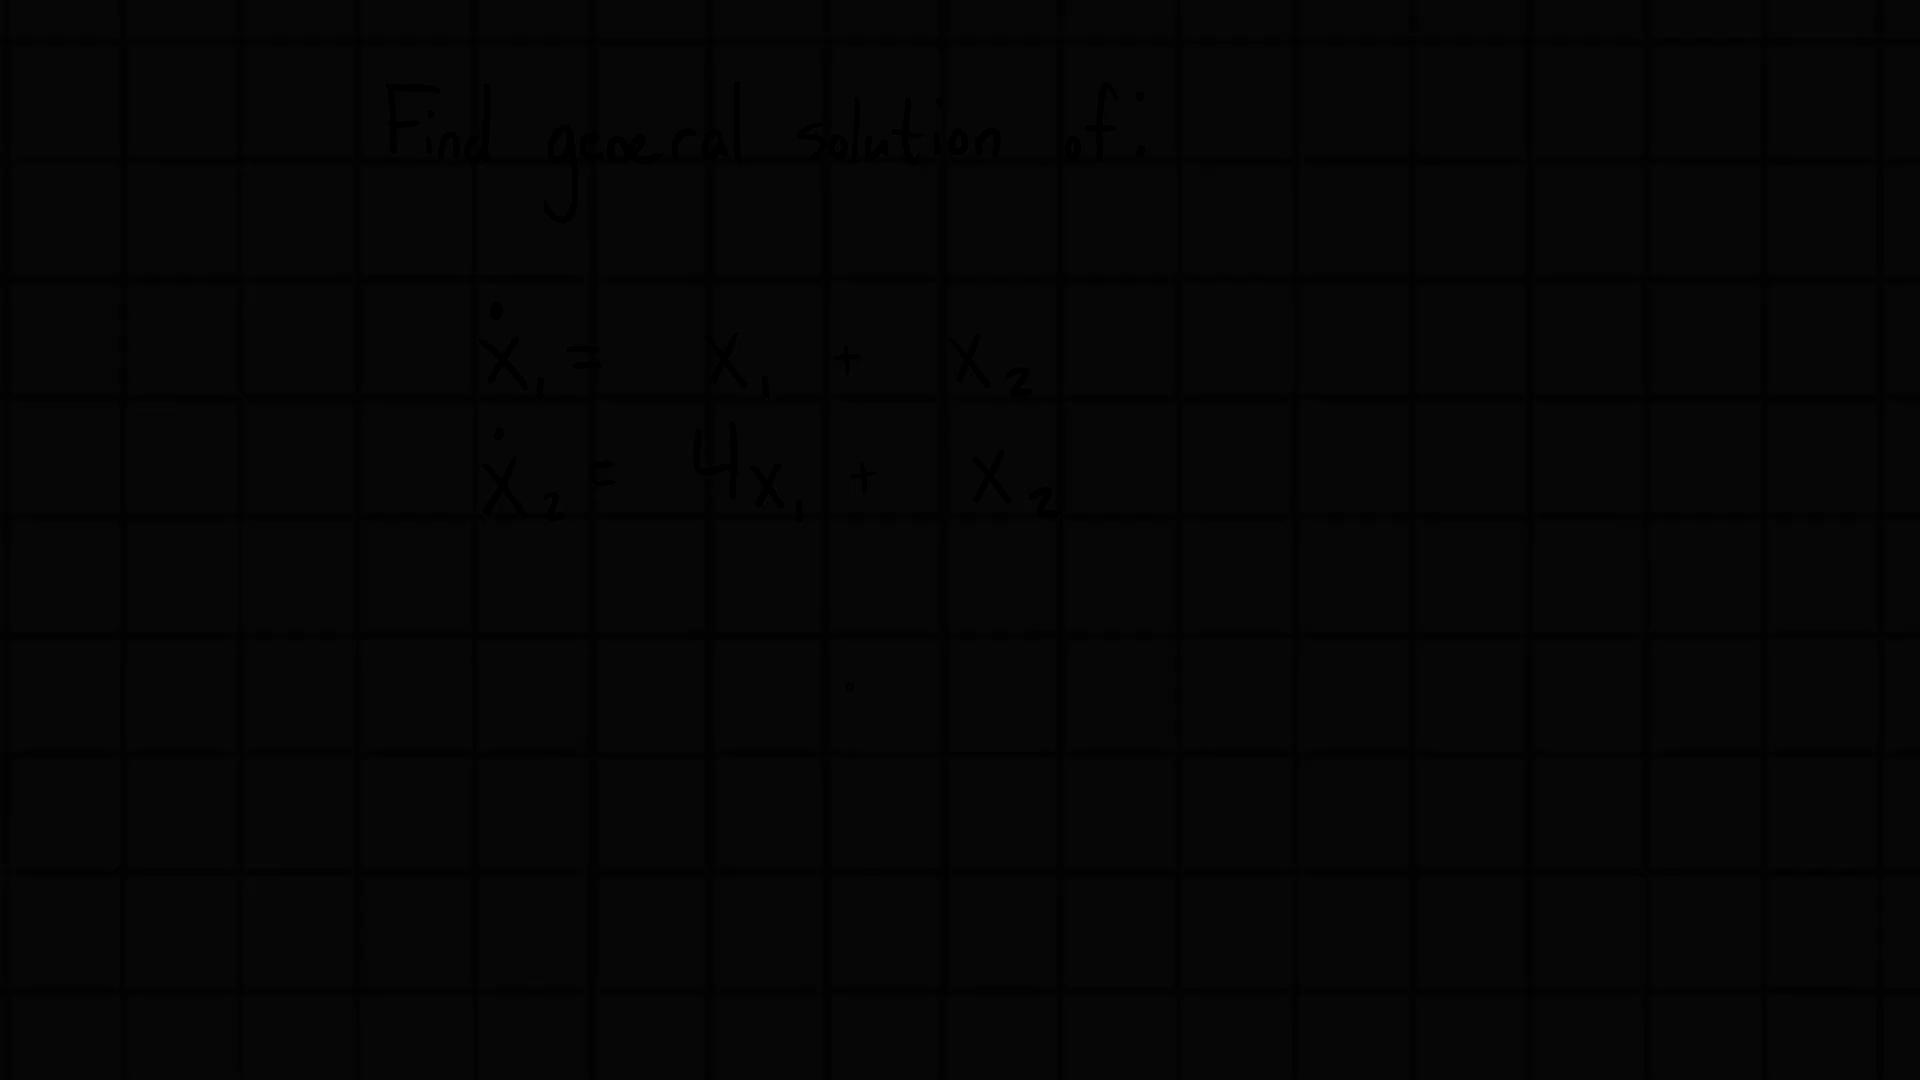 Find general solution of:
ẋ₁ = x₁ + x₂
ẋ₂ = 4x₁ + x₂